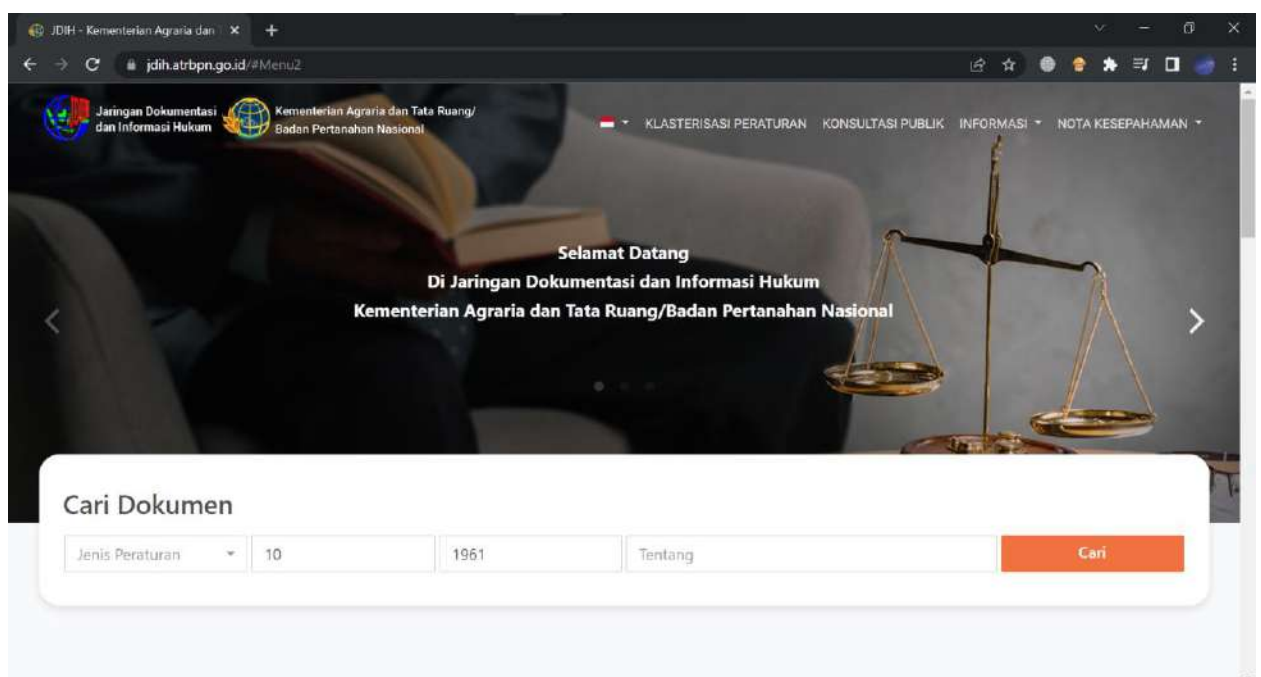 JDIH - Kementerian Agraria dan
jdih.atrbpn.go.id/#Menu2
Jaringan Dokumentasi
dan Informasi Hukum
Kementerian Agraria dan Tata Ruang/
Badan Pertanahan Nasional
KLASTERISASI PERATURAN KONSULTASI PUBLIK INFORMASI NOTA KESEPAHAMAN
Selamat Datang
Di Jaringan Dokumentasi dan Informasi Hukum
Kementerian Agraria dan Tata Ruang/Badan Pertanahan Nasional
Cari Dokumen
Jenis Peraturan 10 1961 Tentang Cari